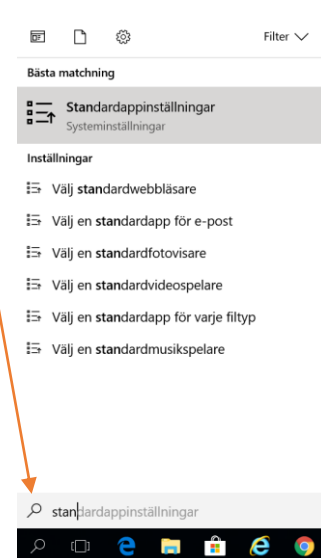 Filter
Bästa matchning
Standardappinställningar
Systeminställningar
Inställningar
Välj standardwebbläsare
Välj en standardapp för e-post
Välj en standardfotovisare
Välj en standardvideospelare
Välj en standardapp för varje filtyp
Välj en standardmusikspelare
standardappinställningar